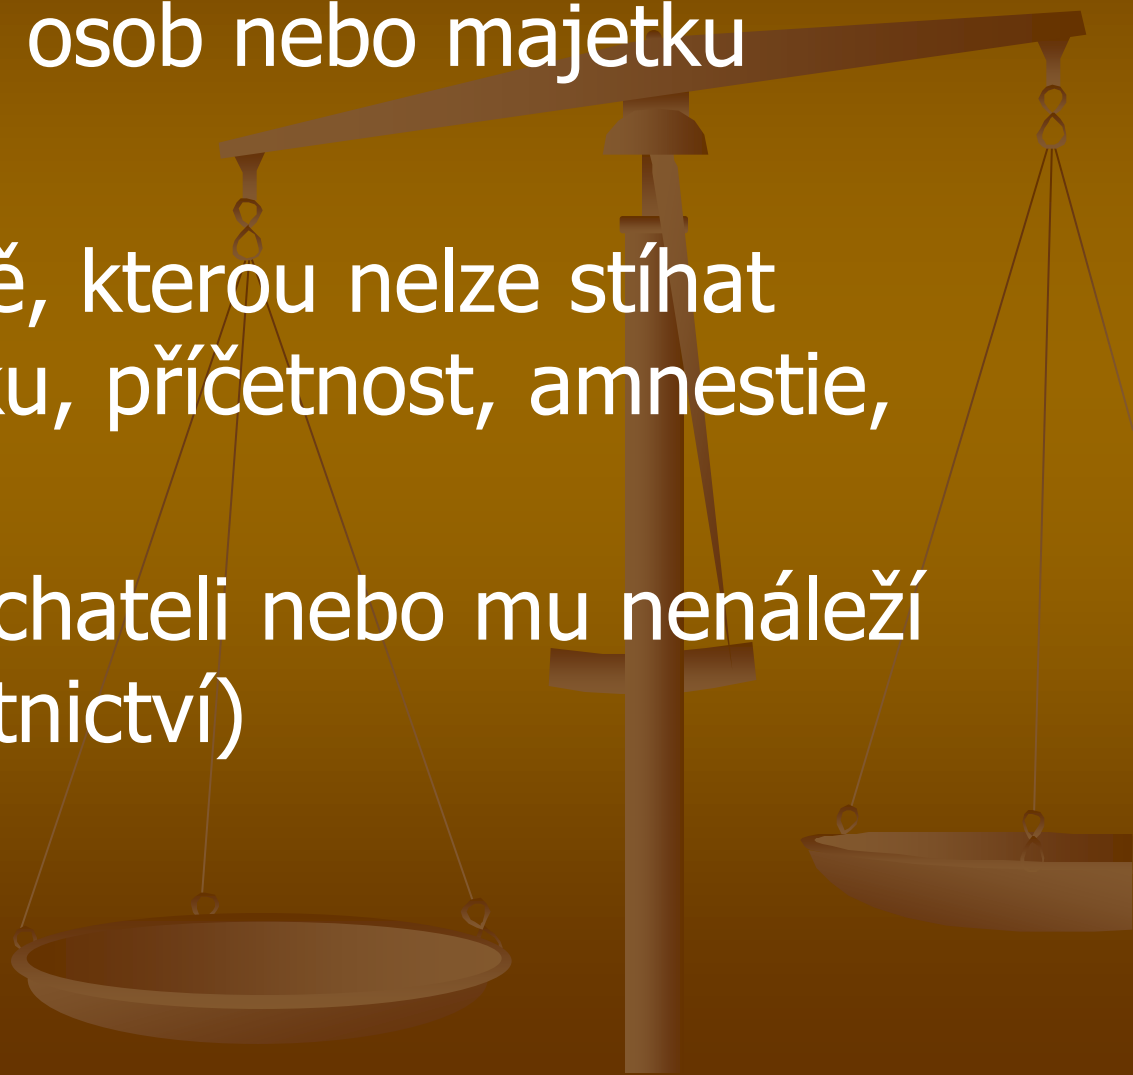 osob nebo majetku
ě, kterou nelze stíhat
ku, příčetnost, amnestie,
chateli nebo mu nenáleží
tnictví)